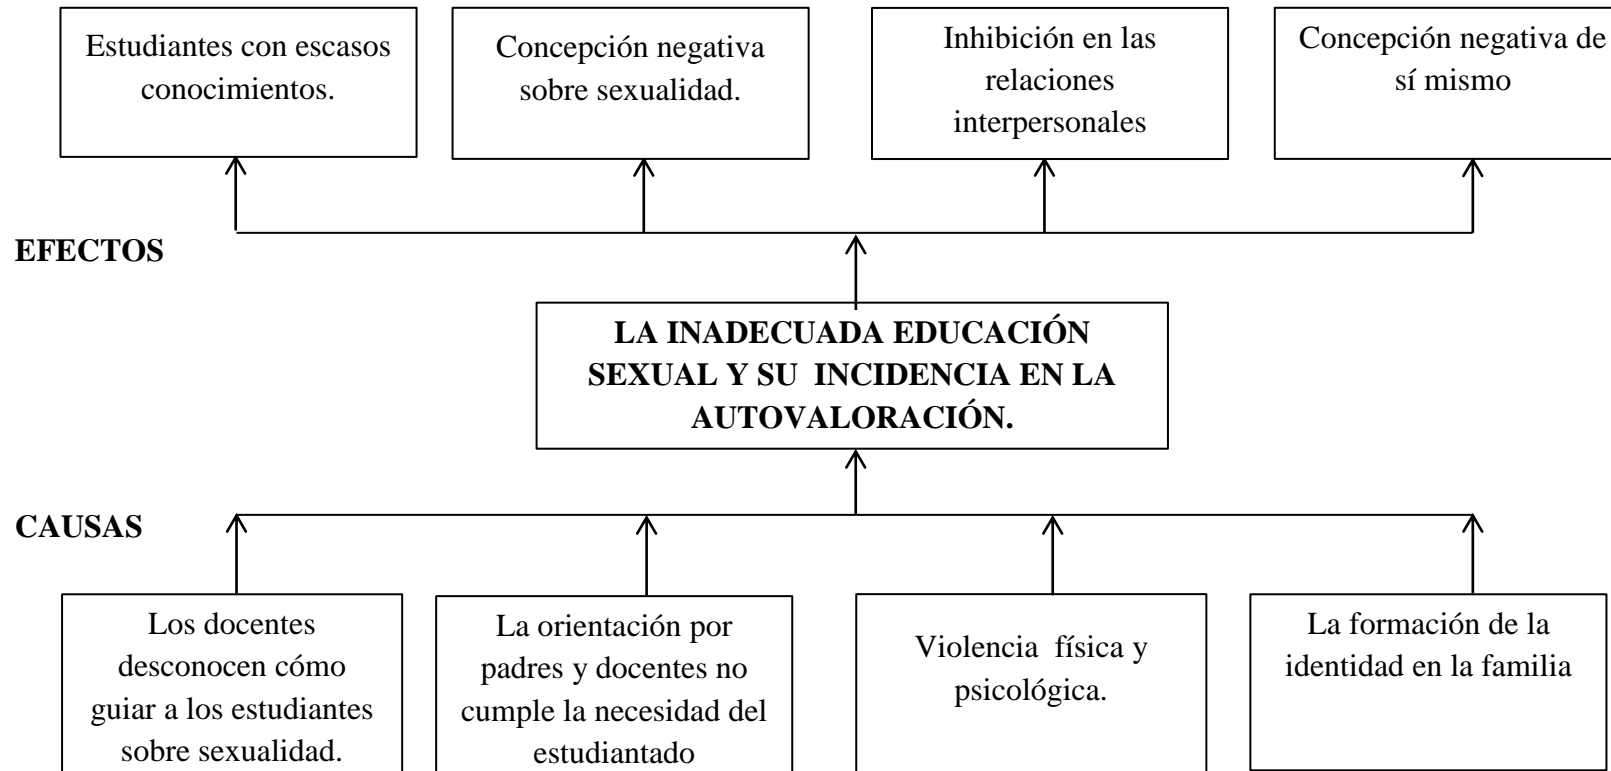 Estudiantes con escasos
conocimientos.
Concepción negativa
sobre sexualidad.
Inhibición en las
relaciones
interpersonales
Concepción negativa de
sí mismo
EFECTOS
LA INADECUADA EDUCACIÓN
SEXUAL Y SU INCIDENCIA EN LA
AUTOVALORACIÓN.
CAUSAS
Los docentes
desconocen cómo
guiar a los estudiantes
sobre sexualidad.
La orientación por
padres y docentes no
cumple la necesidad del
estudiantado
Violencia física y
psicológica.
La formación de la
identidad en la familia